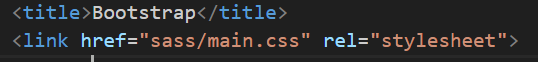 <title>Bootstrap</title>
<link href="sass/main.css" rel="stylesheet">